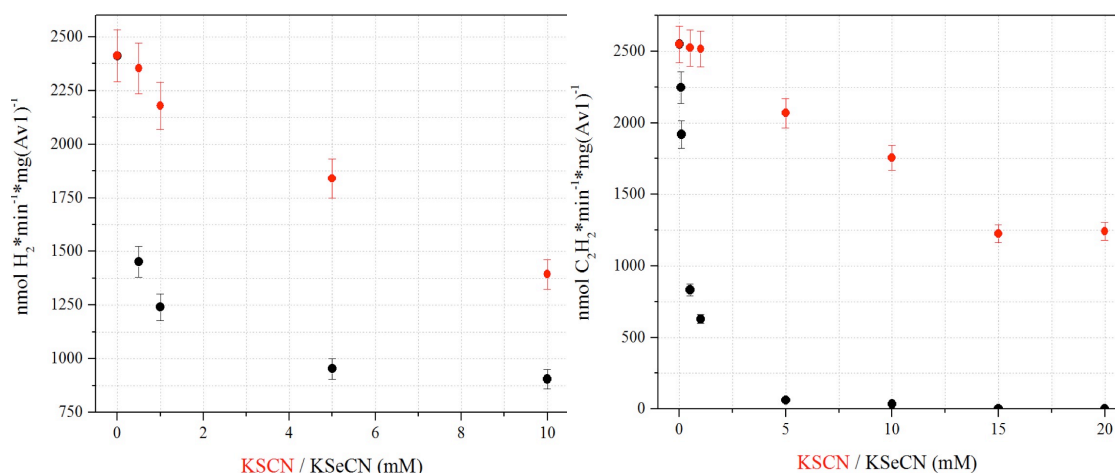 nmol H₂*min⁻¹*mg(Av1)⁻¹
2500
2250
2000
1750
1500
1250
1000
750
0 2 4 6 8 10
KSCN / KSeCN (mM)
nmol C₂H₂*min⁻¹*mg(Av1)⁻¹
2500
2000
1500
1000
500
0
0 5 10 15 20
KSCN / KSeCN (mM)